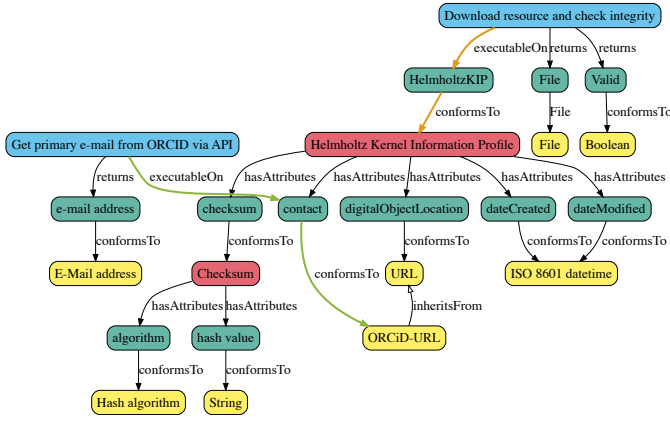 Download resource and check integrity
executableOn
returns
returns
HelmholtzKIP
File
Valid
conformsTo
File
conformsTo
Get primary e-mail from ORCID via API
Helmholtz Kernel Information Profile
File
Boolean
returns
executableOn
hasAttributes
hasAttributes
hasAttributes
hasAttributes
hasAttributes
e-mail address
checksum
contact
digitalObjectLocation
dateCreated
dateModified
conformsTo
conformsTo
conformsTo
conformsTo
conformsTo
conformsTo
E-Mail address
Checksum
URL
ISO 8601 datetime
hasAttributes
hasAttributes
inheritsFrom
algorithm
hash value
ORCiD-URL
conformsTo
conformsTo
Hash algorithm
String